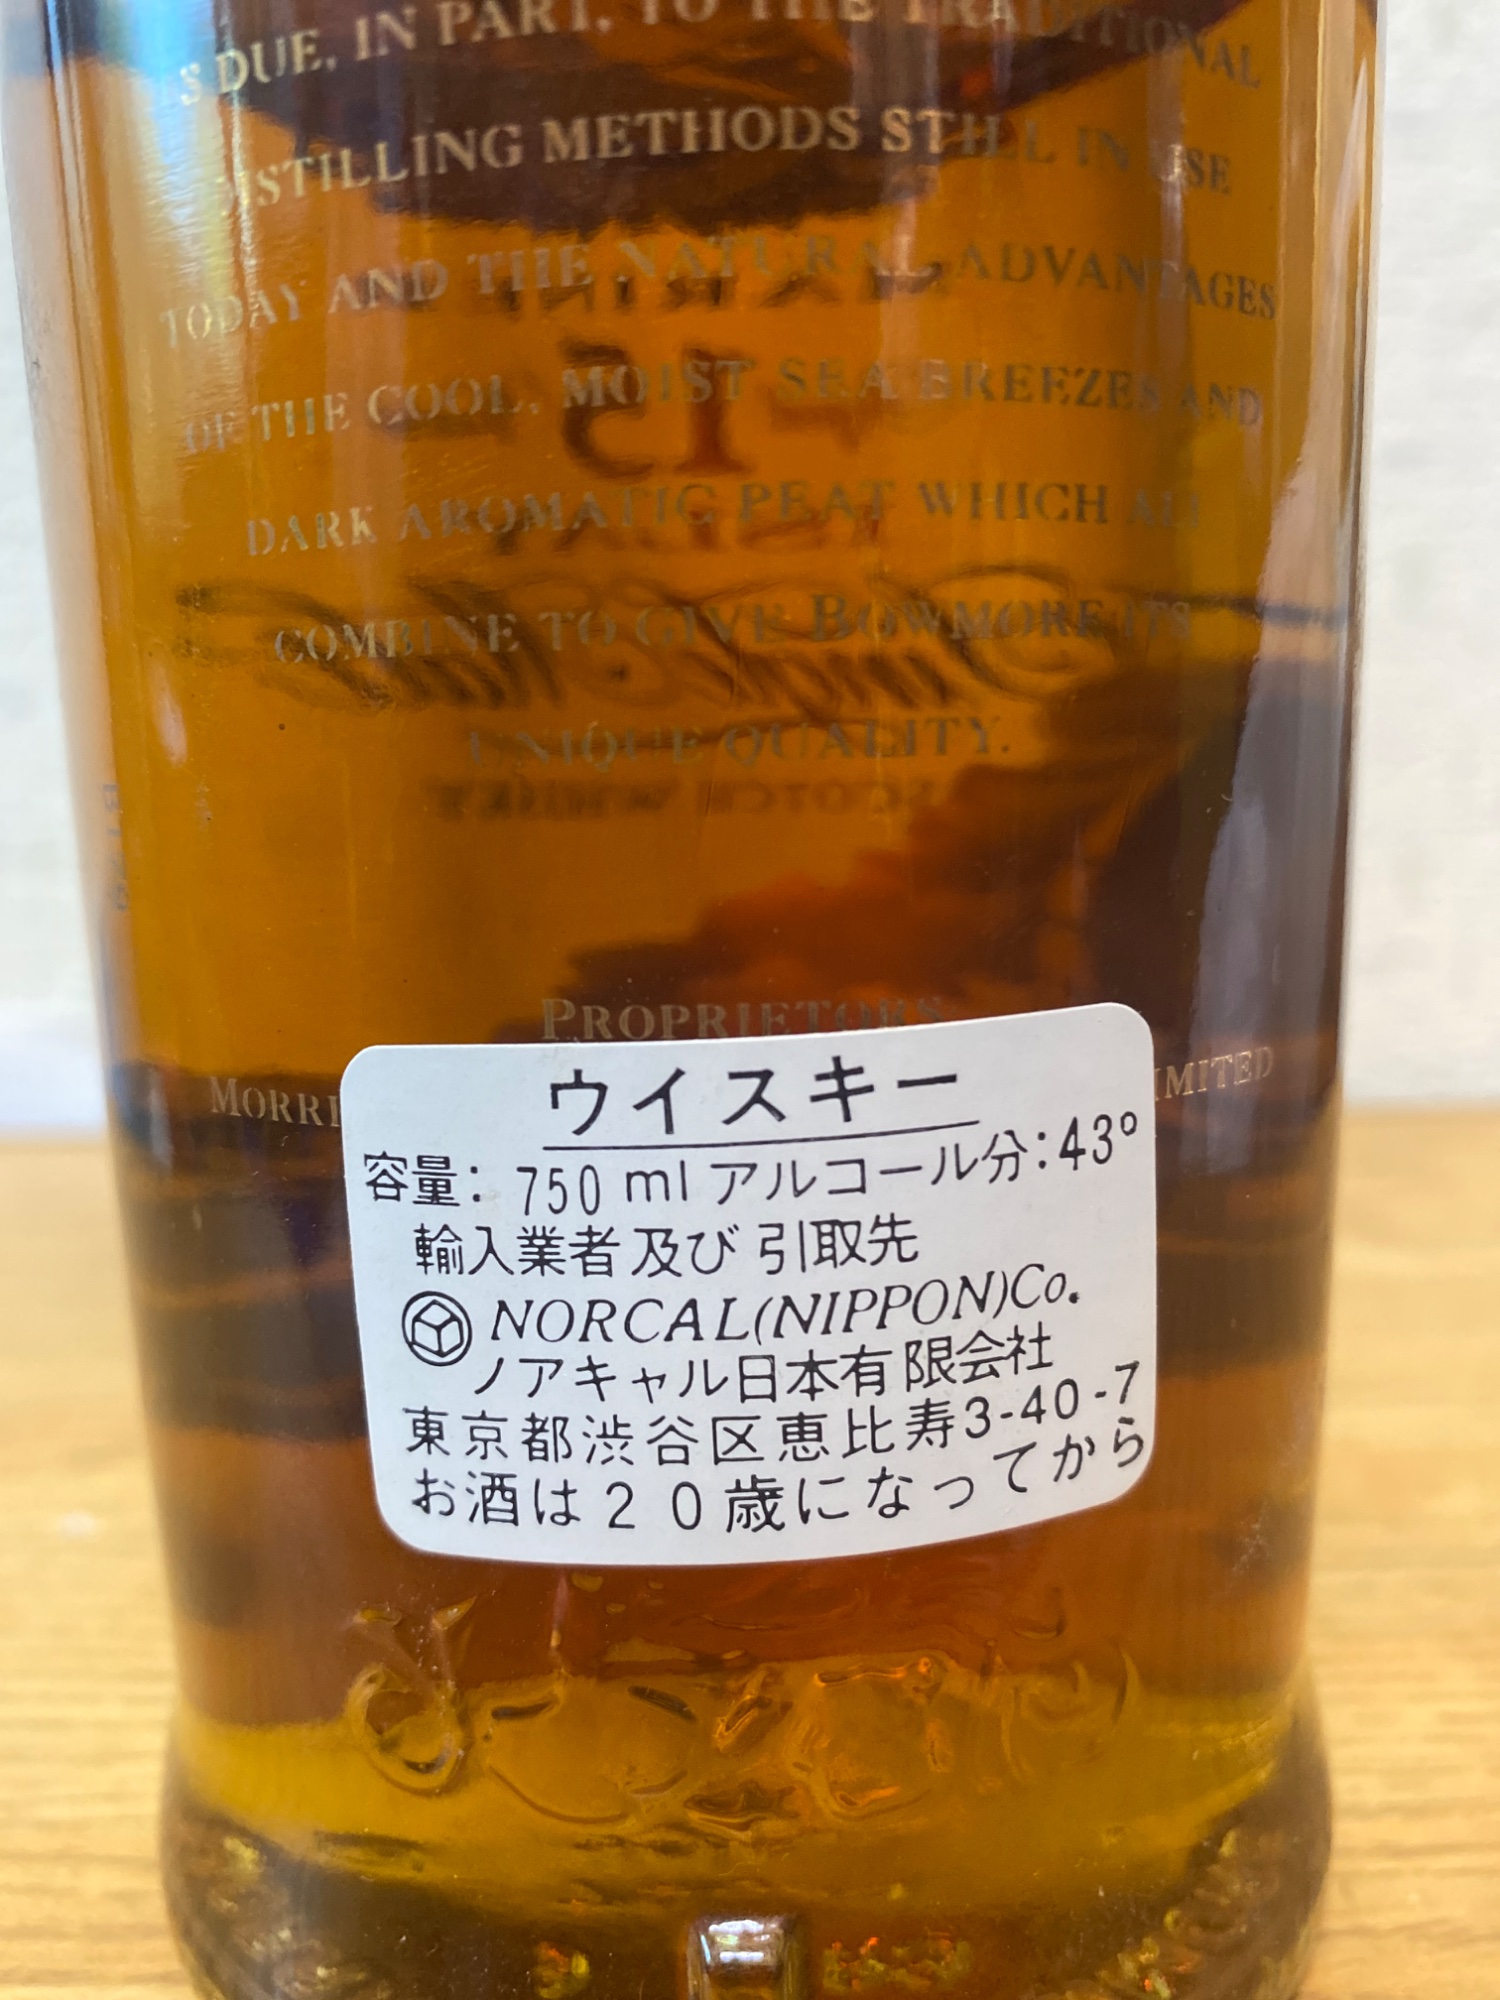 S DUE, IN PART, TO THE TRADITIONAL
DISTILLING METHODS STILL IN USE
TODAY AND THE NATURAL ADVANTAGES
OF THE COOL, MOIST SEA BREEZES AND
DARK AROMATIC PEAT WHICH ALL
COMBINE TO GIVE BOWMORE ITS
UNIQUE QUALITY.
15
PROPRIETORS
MORRI IMITED
ウイスキー
容量: 750 ml アルコール分:43°
輸入業者及び引取先
NORCAL(NIPPON)Co.
ノアキャル日本有限会社
東京都渋谷区恵比寿3-40-7
お酒は20歳になってから